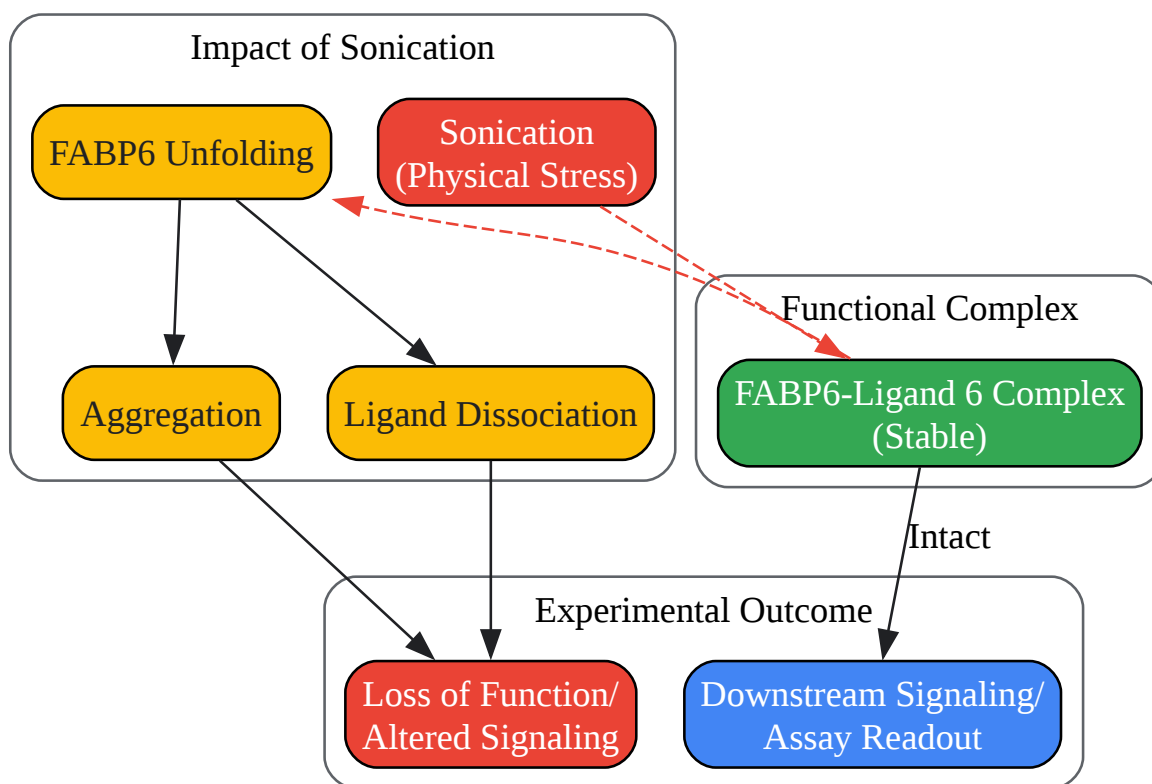 Impact of Sonication
FABP6 Unfolding
Sonication
(Physical Stress)
Functional Complex
Aggregation
Ligand Dissociation
FABP6-Ligand 6 Complex
(Stable)
Intact
Experimental Outcome
Loss of Function/
Altered Signaling
Downstream Signaling/
Assay Readout